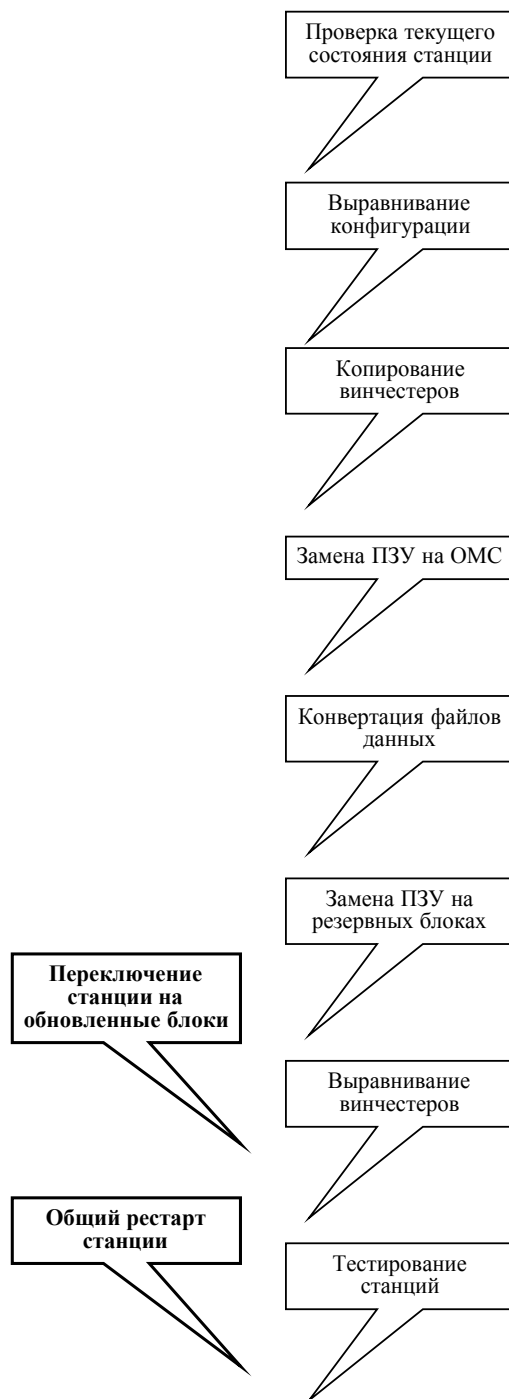 Проверка текущего
состояния станции
Выравнивание
конфигурации
Копирование
винчестеров
Замена ПЗУ на ОМС
Конвертация файлов
данных
Замена ПЗУ на
резервных блоках
Переключение
станции на
обновленные блоки
Выравнивание
винчестеров
Общий рестарт
станции
Тестирование
станций